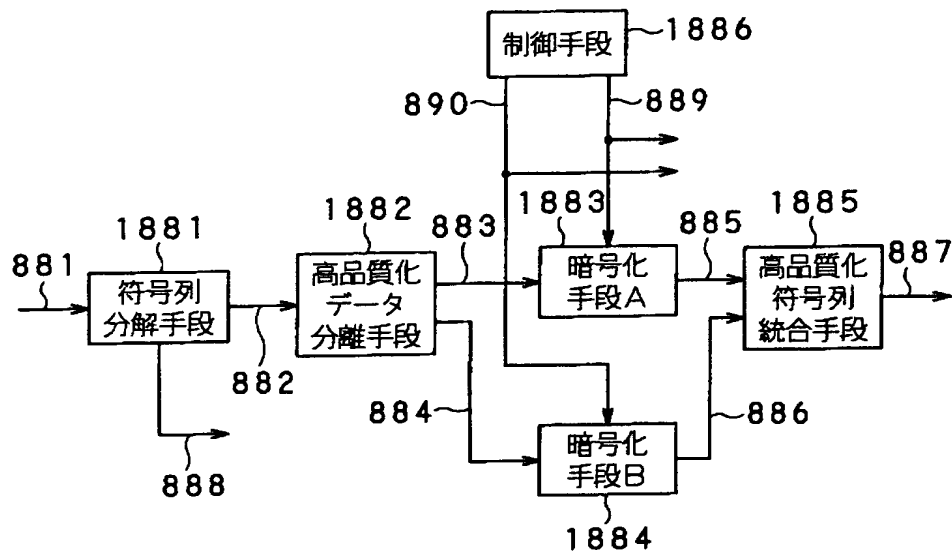 制御手段
1886
890
889
1881
1882
883
1883
885
1885
887
881
符号列
分解手段
高品質化
データ
分離手段
暗号化
手段A
高品質化
符号列
統合手段
882
884
886
888
暗号化
手段B
1884